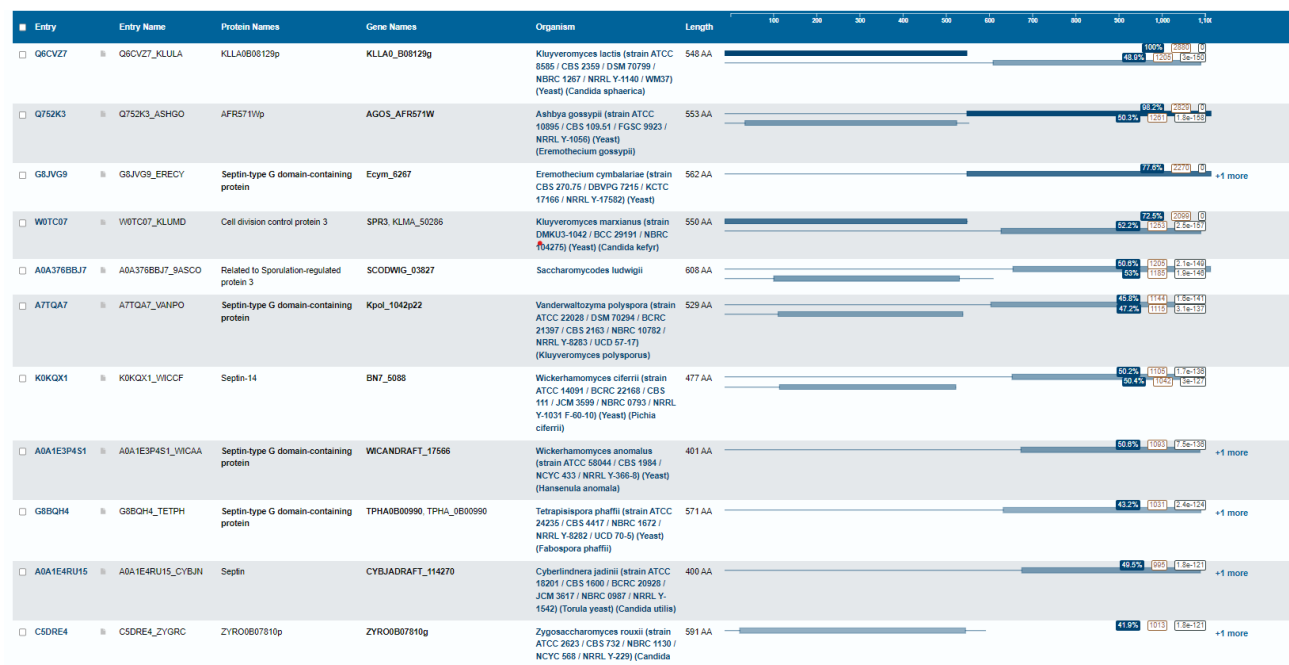 Entry Entry Name Protein Names Gene Names Organism Length 100 200 300 400 500 600 700 800 900 1,000 1,10
Q6CVZ7 Q6CVZ7_KLULA KLLA0B08129p KLLA0_B08129g Kluyveromyces lactis (strain ATCC 548 AA 100% 2880 0
8585 / CBS 2359 / DSM 70799 / 48.9% 1205 3e-150
NBRC 1267 / NRRL Y-1140 / WM37)
(Yeast) (Candida sphaerica)
Q752K3 Q752K3_ASHGO AFR571Wp AGOS_AFR571W Ashbya gossypii (strain ATCC 553 AA 98.2% 2829 0
10895 / CBS 109.51 / FGSC 9923 / 50.3% 1261 1.8e-158
NRRL Y-1056) (Yeast)
(Eremothecium gossypii)
G8JVG9 G8JVG9_ERECY Septin-type G domain-containing Ecym_6267 Eremothecium cymbalariae (strain 562 AA 77.6% 2270 0 +1 more
protein CBS 270.75 / DBVPG 7215 / KCTC
17166 / NRRL Y-17582) (Yeast)
W0TC07 W0TC07_KLUMD Cell division control protein 3 SPR3, KLMA_50286 Kluyveromyces marxianus (strain 550 AA 72.5% 2099 0
DMKU3-1042 / BCC 29191 / NBRC 52.2% 1253 2.5e-157
104275) (Yeast) (Candida kefyr)
A0A376BBJ7 A0A376BBJ7_9ASCO Related to Sporulation-regulated SCODWIG_03827 Saccharomycodes ludwigii 608 AA 50.6% 1205 2.1e-149
protein 3 53% 1185 1.9e-146
A7TQA7 A7TQA7_VANPO Septin-type G domain-containing Kpol_1042p22 Vanderwaltozyma polyspora (strain 529 AA 45.8% 1144 1.6e-141
protein ATCC 22028 / DSM 70294 / BCRC 47.2% 1115 3.1e-137
21397 / CBS 2163 / NBRC 10782 /
NRRL Y-8283 / UCD 57-17)
(Kluyveromyces polysporus)
K0KQX1 K0KQX1_WICCF Septin-14 BN7_5088 Wickerhamomyces ciferrii (strain 477 AA 50.2% 1105 1.7e-136
ATCC 14091 / BCRC 22168 / CBS 50.4% 1042 3e-127
111 / JCM 3599 / NBRC 0793 / NRRL
Y-1031 F-60-10) (Yeast) (Pichia
ciferrii)
A0A1E3P4S1 A0A1E3P4S1_WICAA Septin-type G domain-containing WICANDRAFT_17566 Wickerhamomyces anomalus 401 AA 50.6% 1093 7.5e-136 +1 more
protein (strain ATCC 58044 / CBS 1984 /
NCYC 433 / NRRL Y-366-8) (Yeast)
(Hansenula anomala)
G8BQH4 G8BQH4_TETPH Septin-type G domain-containing TPHA0B00990, TPHA_0B00990 Tetrapisispora phaffii (strain ATCC 571 AA 43.2% 1031 2.4e-124 +1 more
protein 24235 / CBS 4417 / NBRC 1672 /
NRRL Y-8282 / UCD 70-5) (Yeast)
(Fabospora phaffii)
A0A1E4RU15 A0A1E4RU15_CYBJN Septin CYBJADRAFT_114270 Cyberlindnera jadinii (strain ATCC 400 AA 49.5% 995 1.8e-121 +1 more
18201 / CBS 1600 / BCRC 20928 /
JCM 3617 / NBRC 0987 / NRRL Y-
1542) (Torula yeast) (Candida utilis)
C5DRE4 C5DRE4_ZYGRC ZYRO0B07810p ZYRO0B07810g Zygosaccharomyces rouxii (strain 591 AA 41.9% 1013 1.8e-121 +1 more
ATCC 2623 / CBS 732 / NBRC 1130 /
NCYC 568 / NRRL Y-229) (Candida